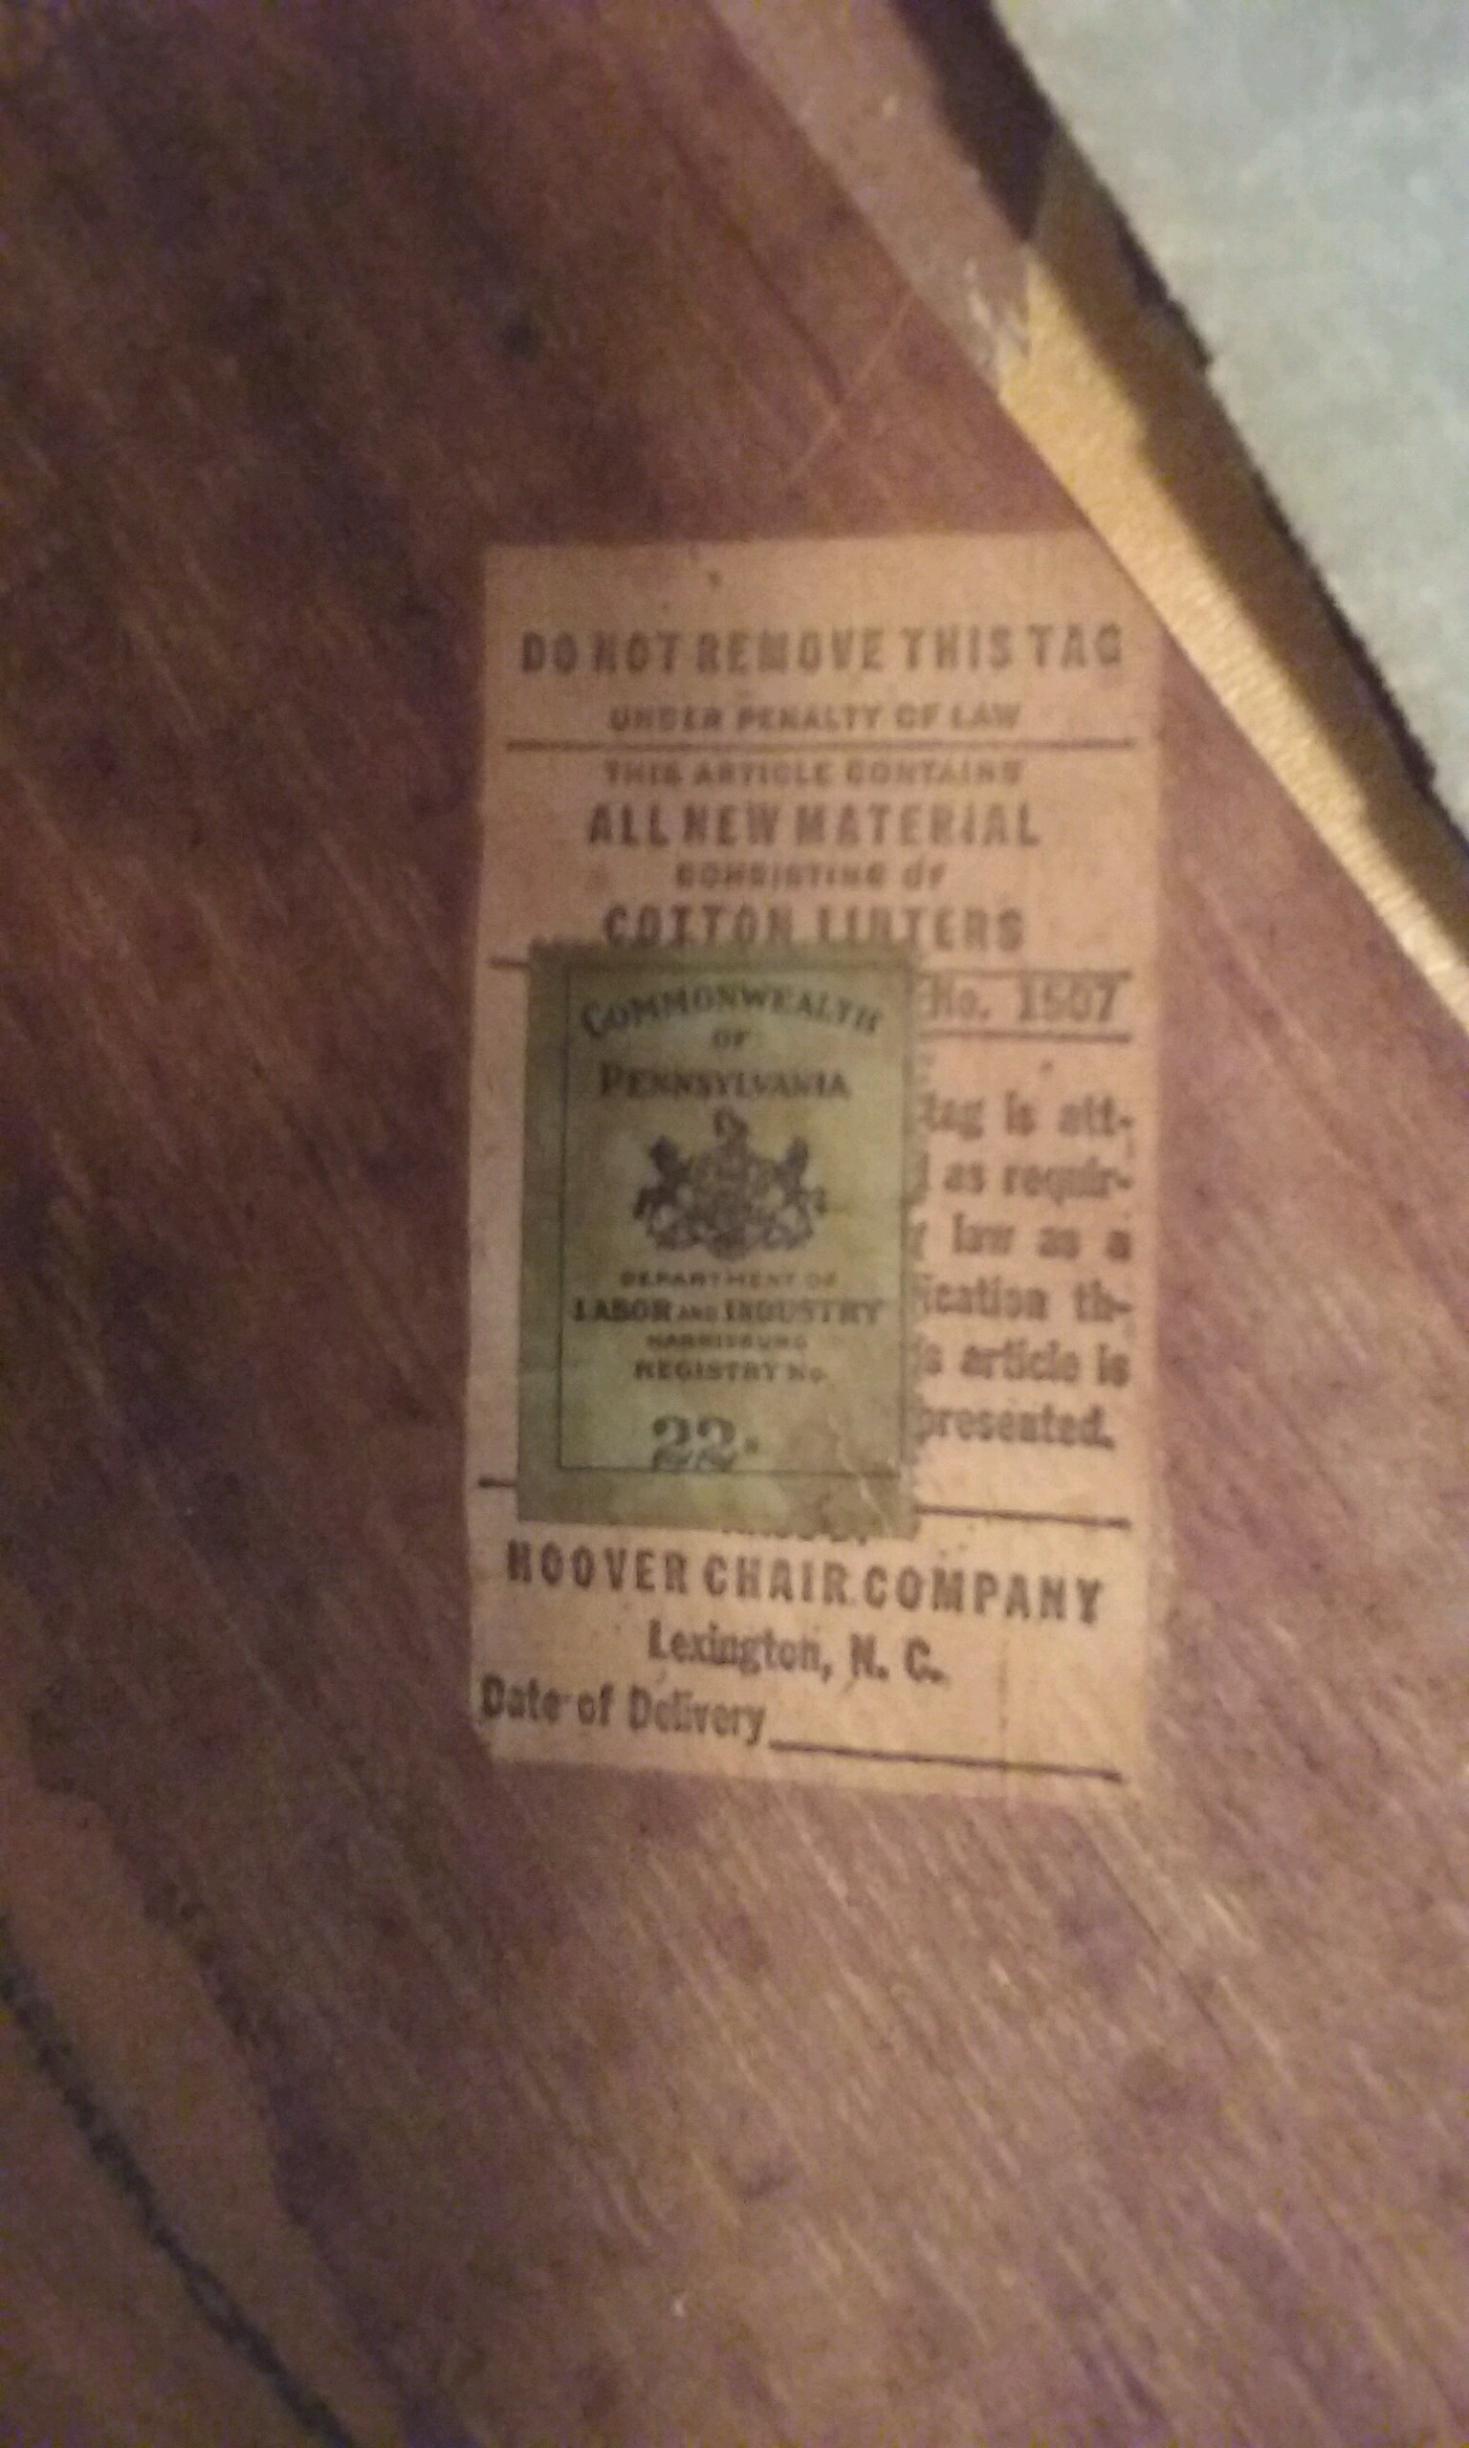 DO NOT REMOVE THIS TAG
UNDER PENALTY OF LAW
THIS ARTICLE CONTAINS
ALL NEW MATERIAL
CONSISTING OF
COTTON LINTERS
No. 1507
tag is att-
as requir-
law as a
ication th-
s article is
presented.
COMMONWEALTH
OF
PENNSYLVANIA
DEPARTMENT OF
LABOR AND INDUSTRY
HARRISBURG
REGISTRY No.
22
HOOVER CHAIR COMPANY
Lexington, N. C.
Date of Delivery